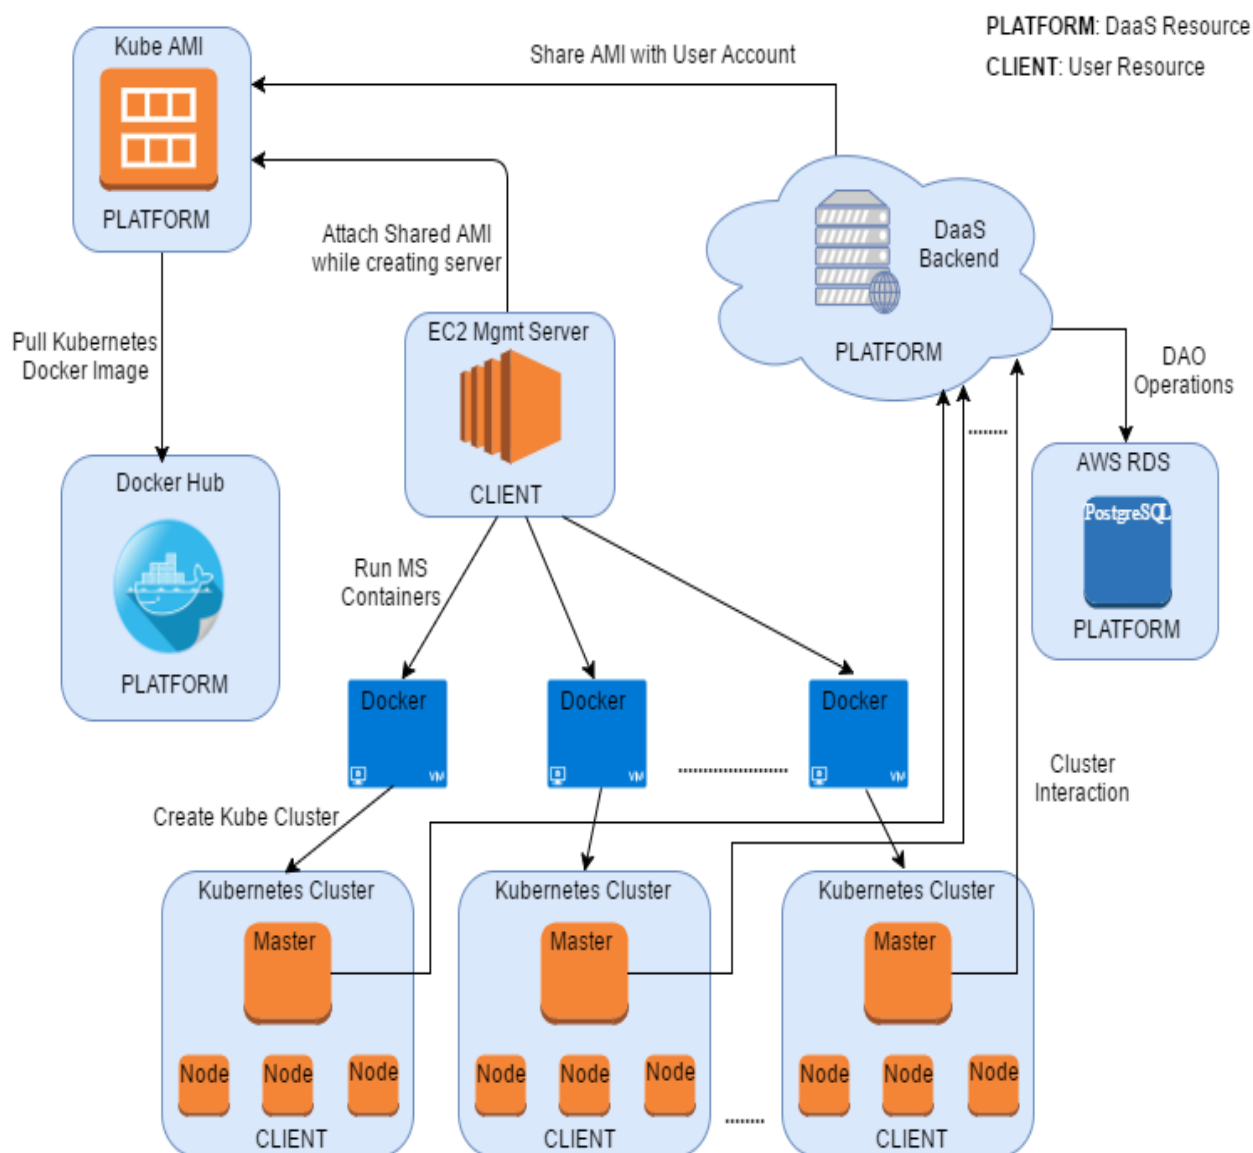 PLATFORM: DaaS Resource
CLIENT: User Resource
Kube AMI
PLATFORM
Share AMI with User Account
Attach Shared AMI
while creating server
DaaS
Backend
PLATFORM
Pull Kubernetes
Docker Image
EC2 Mgmt Server
CLIENT
DAO
Operations
Docker Hub
PLATFORM
AWS RDS
PostgreSQL
PLATFORM
Run MS
Containers
Docker
VM
Docker
VM
Docker
VM
Cluster
Interaction
Create Kube Cluster
Kubernetes Cluster
Master
Node
Node
Node
CLIENT
Kubernetes Cluster
Master
Node
Node
Node
CLIENT
Kubernetes Cluster
Master
Node
Node
Node
CLIENT